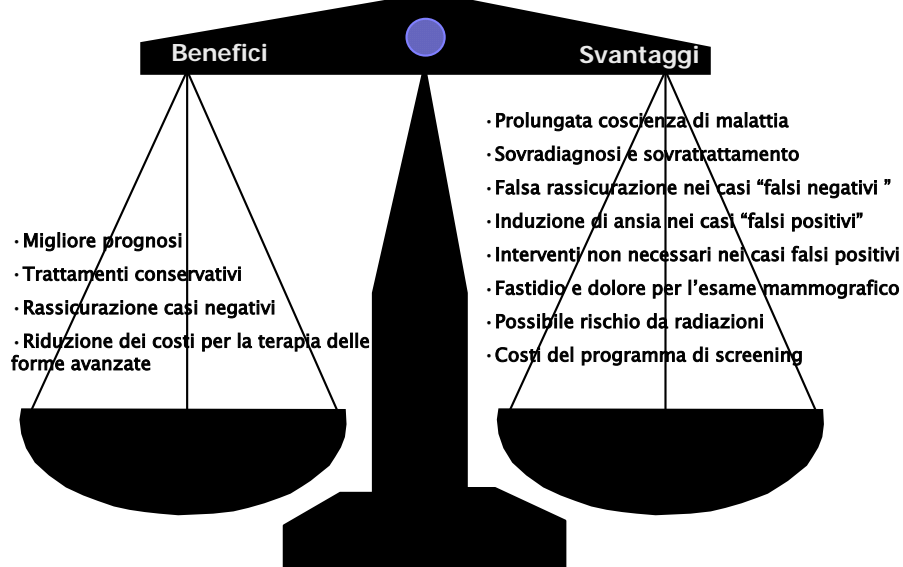 Benefici
Svantaggi
·Migliore prognosi
·Trattamenti conservativi
·Rassicurazione casi negativi
·Riduzione dei costi per la terapia delle
forme avanzate
·Prolungata coscienza di malattia
·Sovradiagnosi e sovratrattamento
·Falsa rassicurazione nei casi “falsi negativi ”
·Induzione di ansia nei casi “falsi positivi”
·Interventi non necessari nei casi falsi positivi
·Fastidio e dolore per l’esame mammografico
·Possibile rischio da radiazioni
·Costi del programma di screening